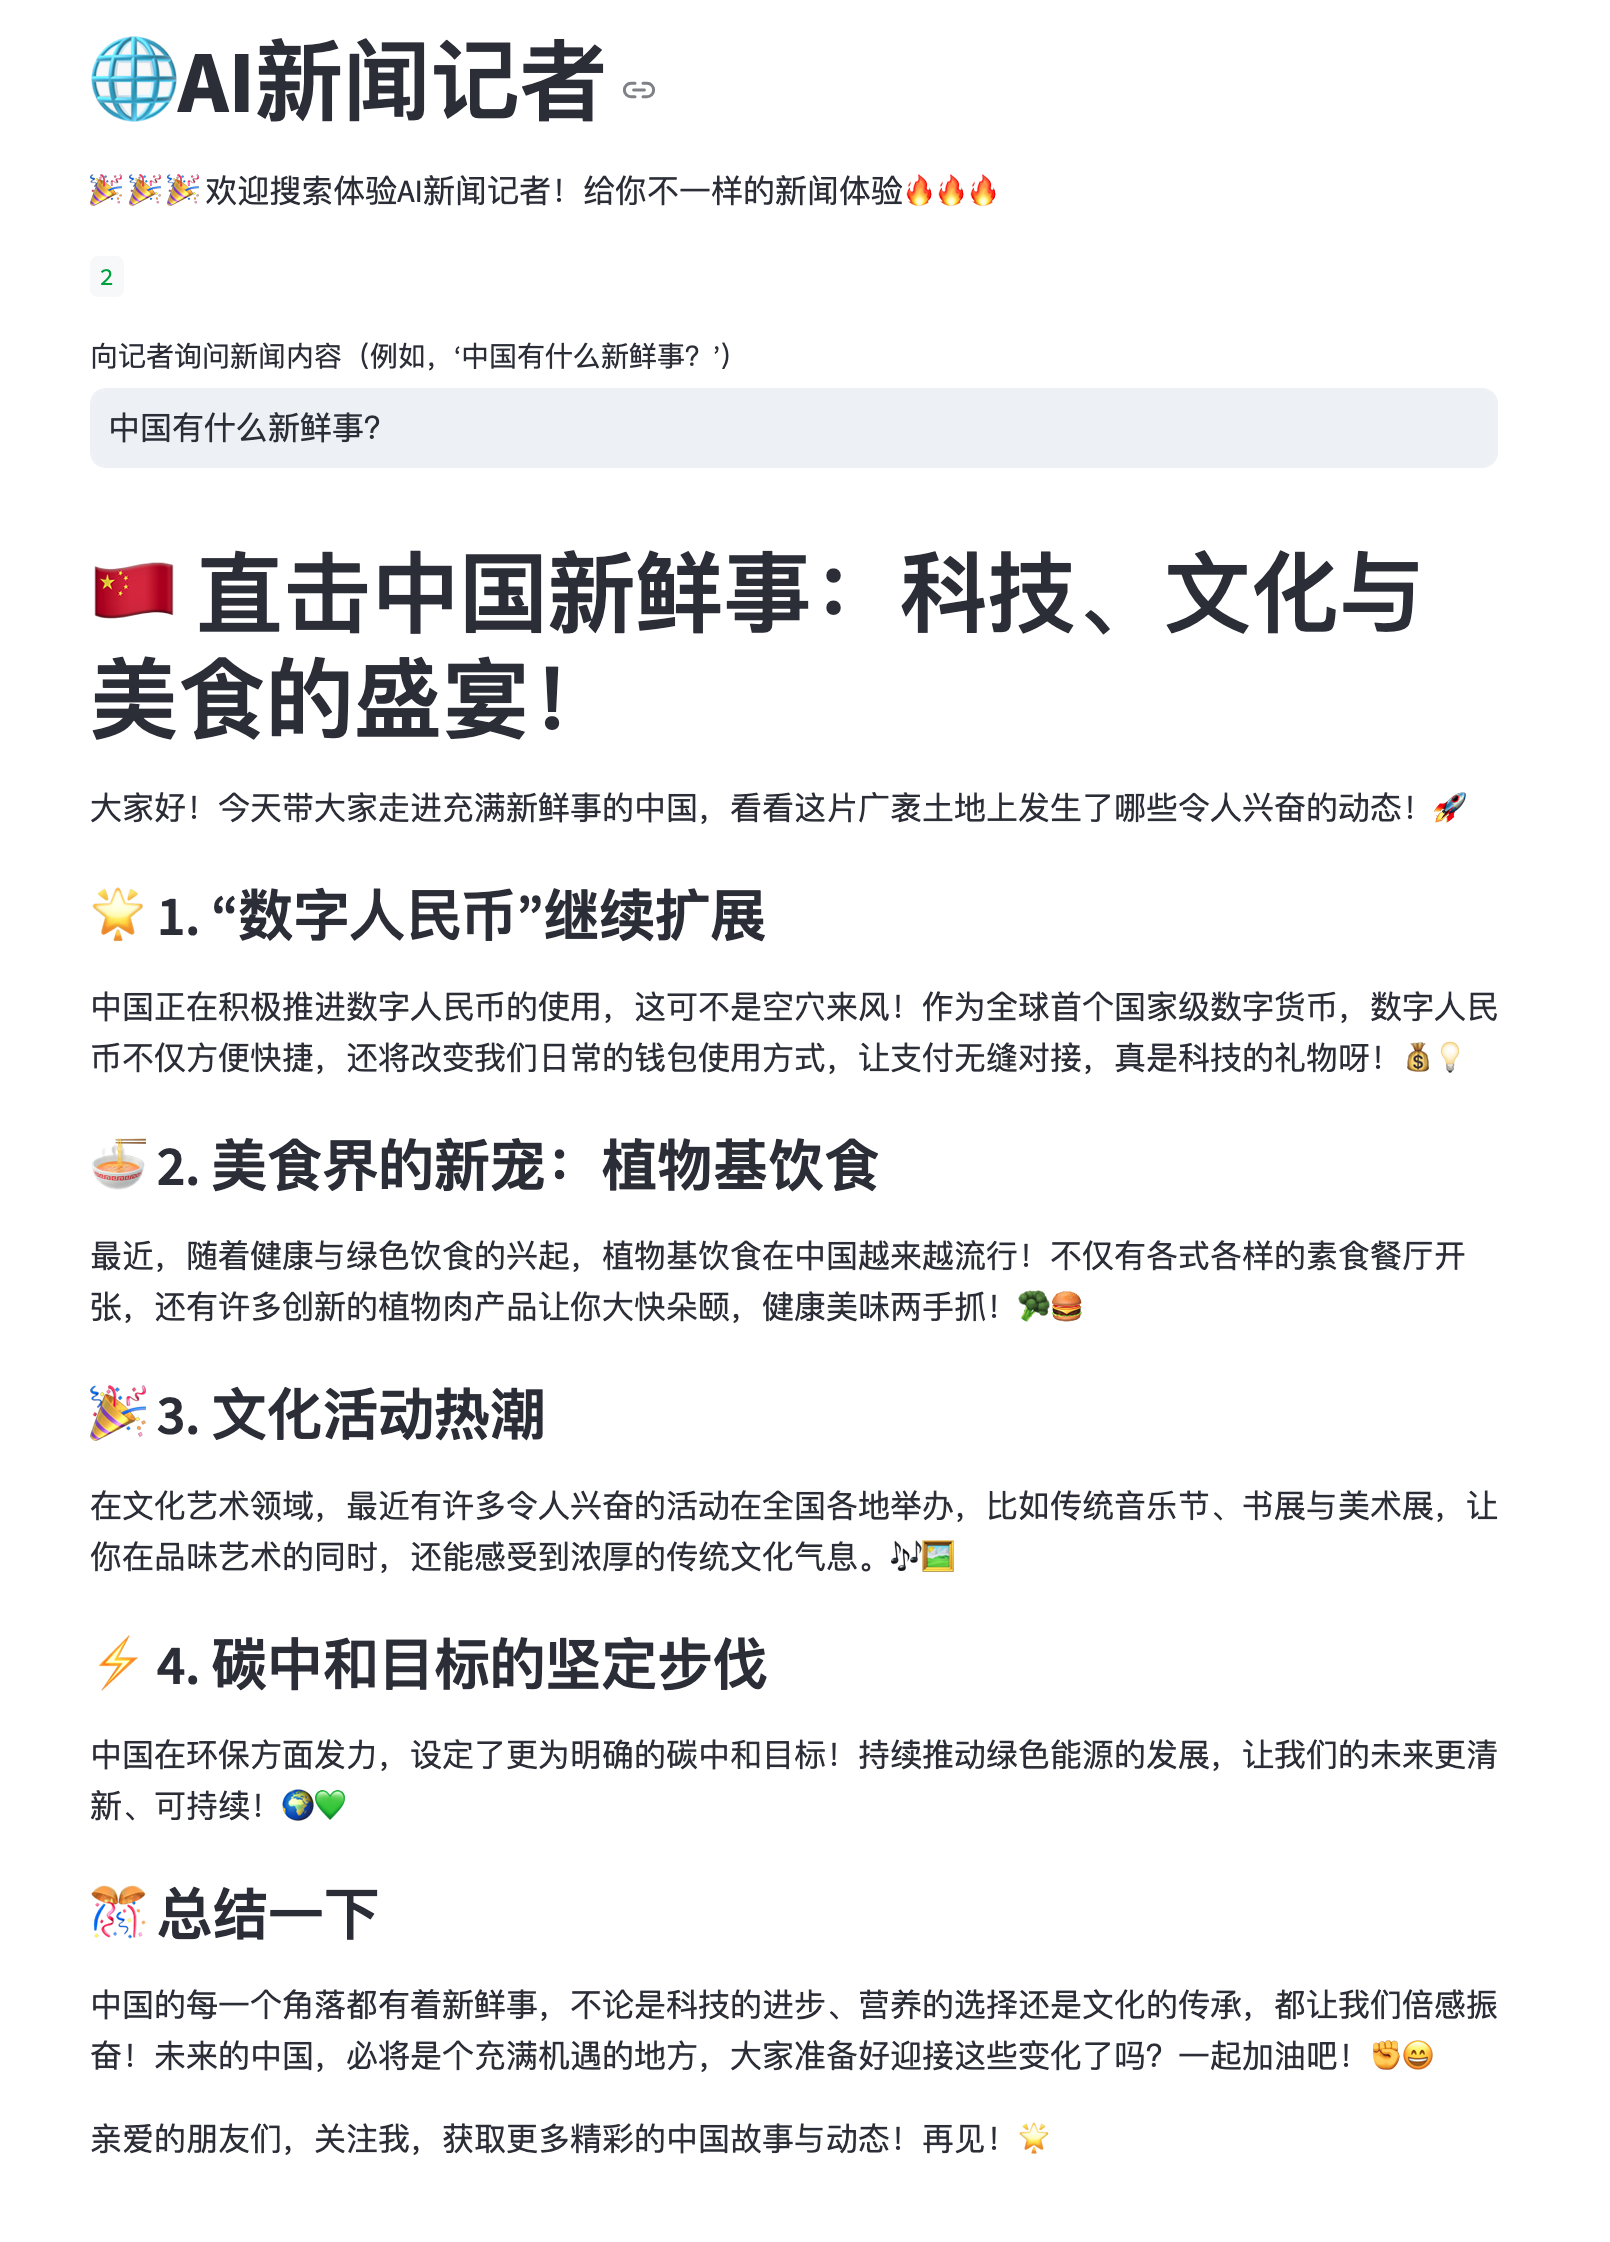 🌐AI新闻记者
🎉🎉🎉 欢迎搜索体验AI新闻记者！给你不一样的新闻体验🔥🔥🔥
2
向记者询问新闻内容（例如，‘中国有什么新鲜事？’）
中国有什么新鲜事?
🇨🇳 直击中国新鲜事：科技、文化与
美食的盛宴！
大家好！今天带大家走进充满新鲜事的中国，看看这片广袤土地上发生了哪些令人兴奋的动态！🚀
🌟 1. “数字人民币”继续扩展
中国正在积极推进数字人民币的使用，这可不是空穴来风！作为全球首个国家级数字货币，数字人民
币不仅方便快捷，还将改变我们日常的钱包使用方式，让支付无缝对接，真是科技的礼物呀！💰💡
🍜 2. 美食界的新宠：植物基饮食
最近，随着健康与绿色饮食的兴起，植物基饮食在中国越来越流行！不仅有各式各样的素食餐厅开
张，还有许多创新的植物肉产品让你大快朵颐，健康美味两手抓！🥦🍔
🎉 3. 文化活动热潮
在文化艺术领域，最近有许多令人兴奋的活动在全国各地举办，比如传统音乐节、书展与美术展，让
你在品味艺术的同时，还能感受到浓厚的传统文化气息。🎶🖼️
⚡ 4. 碳中和目标的坚定步伐
中国在环保方面发力，设定了更为明确的碳中和目标！持续推动绿色能源的发展，让我们的未来更清
新、可持续！🌍💚
🎊 总结一下
中国的每一个角落都有着新鲜事，不论是科技的进步、营养的选择还是文化的传承，都让我们倍感振
奋！未来的中国，必将是个充满机遇的地方，大家准备好迎接这些变化了吗？一起加油吧！✊😄
亲爱的朋友们，关注我，获取更多精彩的中国故事与动态！再见！🌟